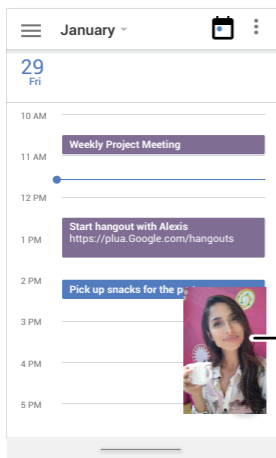 January
29
Fri
10 AM
Weekly Project Meeting
11 AM
12 PM
Start hangout with Alexis
https://plua.Google.com/hangouts
1 PM
2 PM
Pick up snacks for the
3 PM
4 PM
5 PM